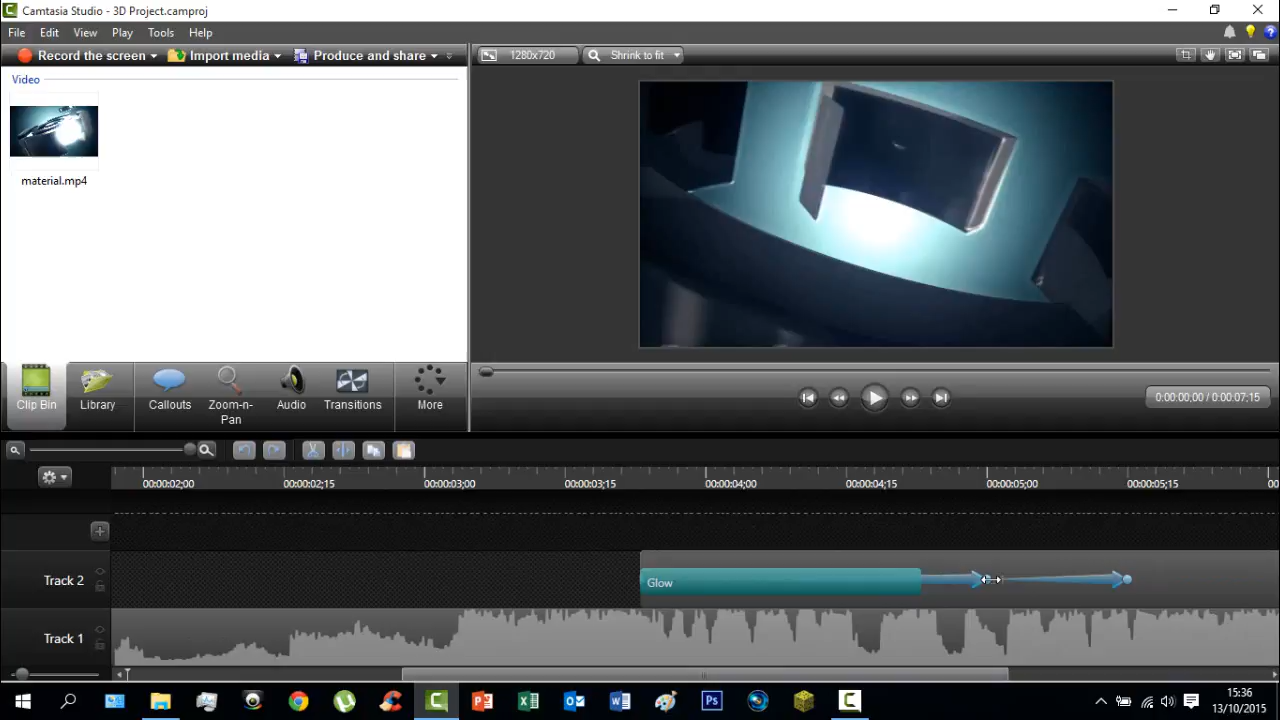 Camtasia Studio - 3D Project.camproj
File Edit View Play Tools Help
Record the screen Import media Produce and share 1280x720 Shrink to fit
Video
material.mp4
Clip Bin Library Callouts Zoom-n-Pan Audio Transitions More
0:00:00;00 / 0:00:07;15
00:00:02;00 00:00:02;15 00:00:03;00 00:00:03;15 00:00:04;00 00:00:04;15 00:00:05;00 00:00:05;15 00
Track 2 Glow
Track 1
15:36
13/10/2015